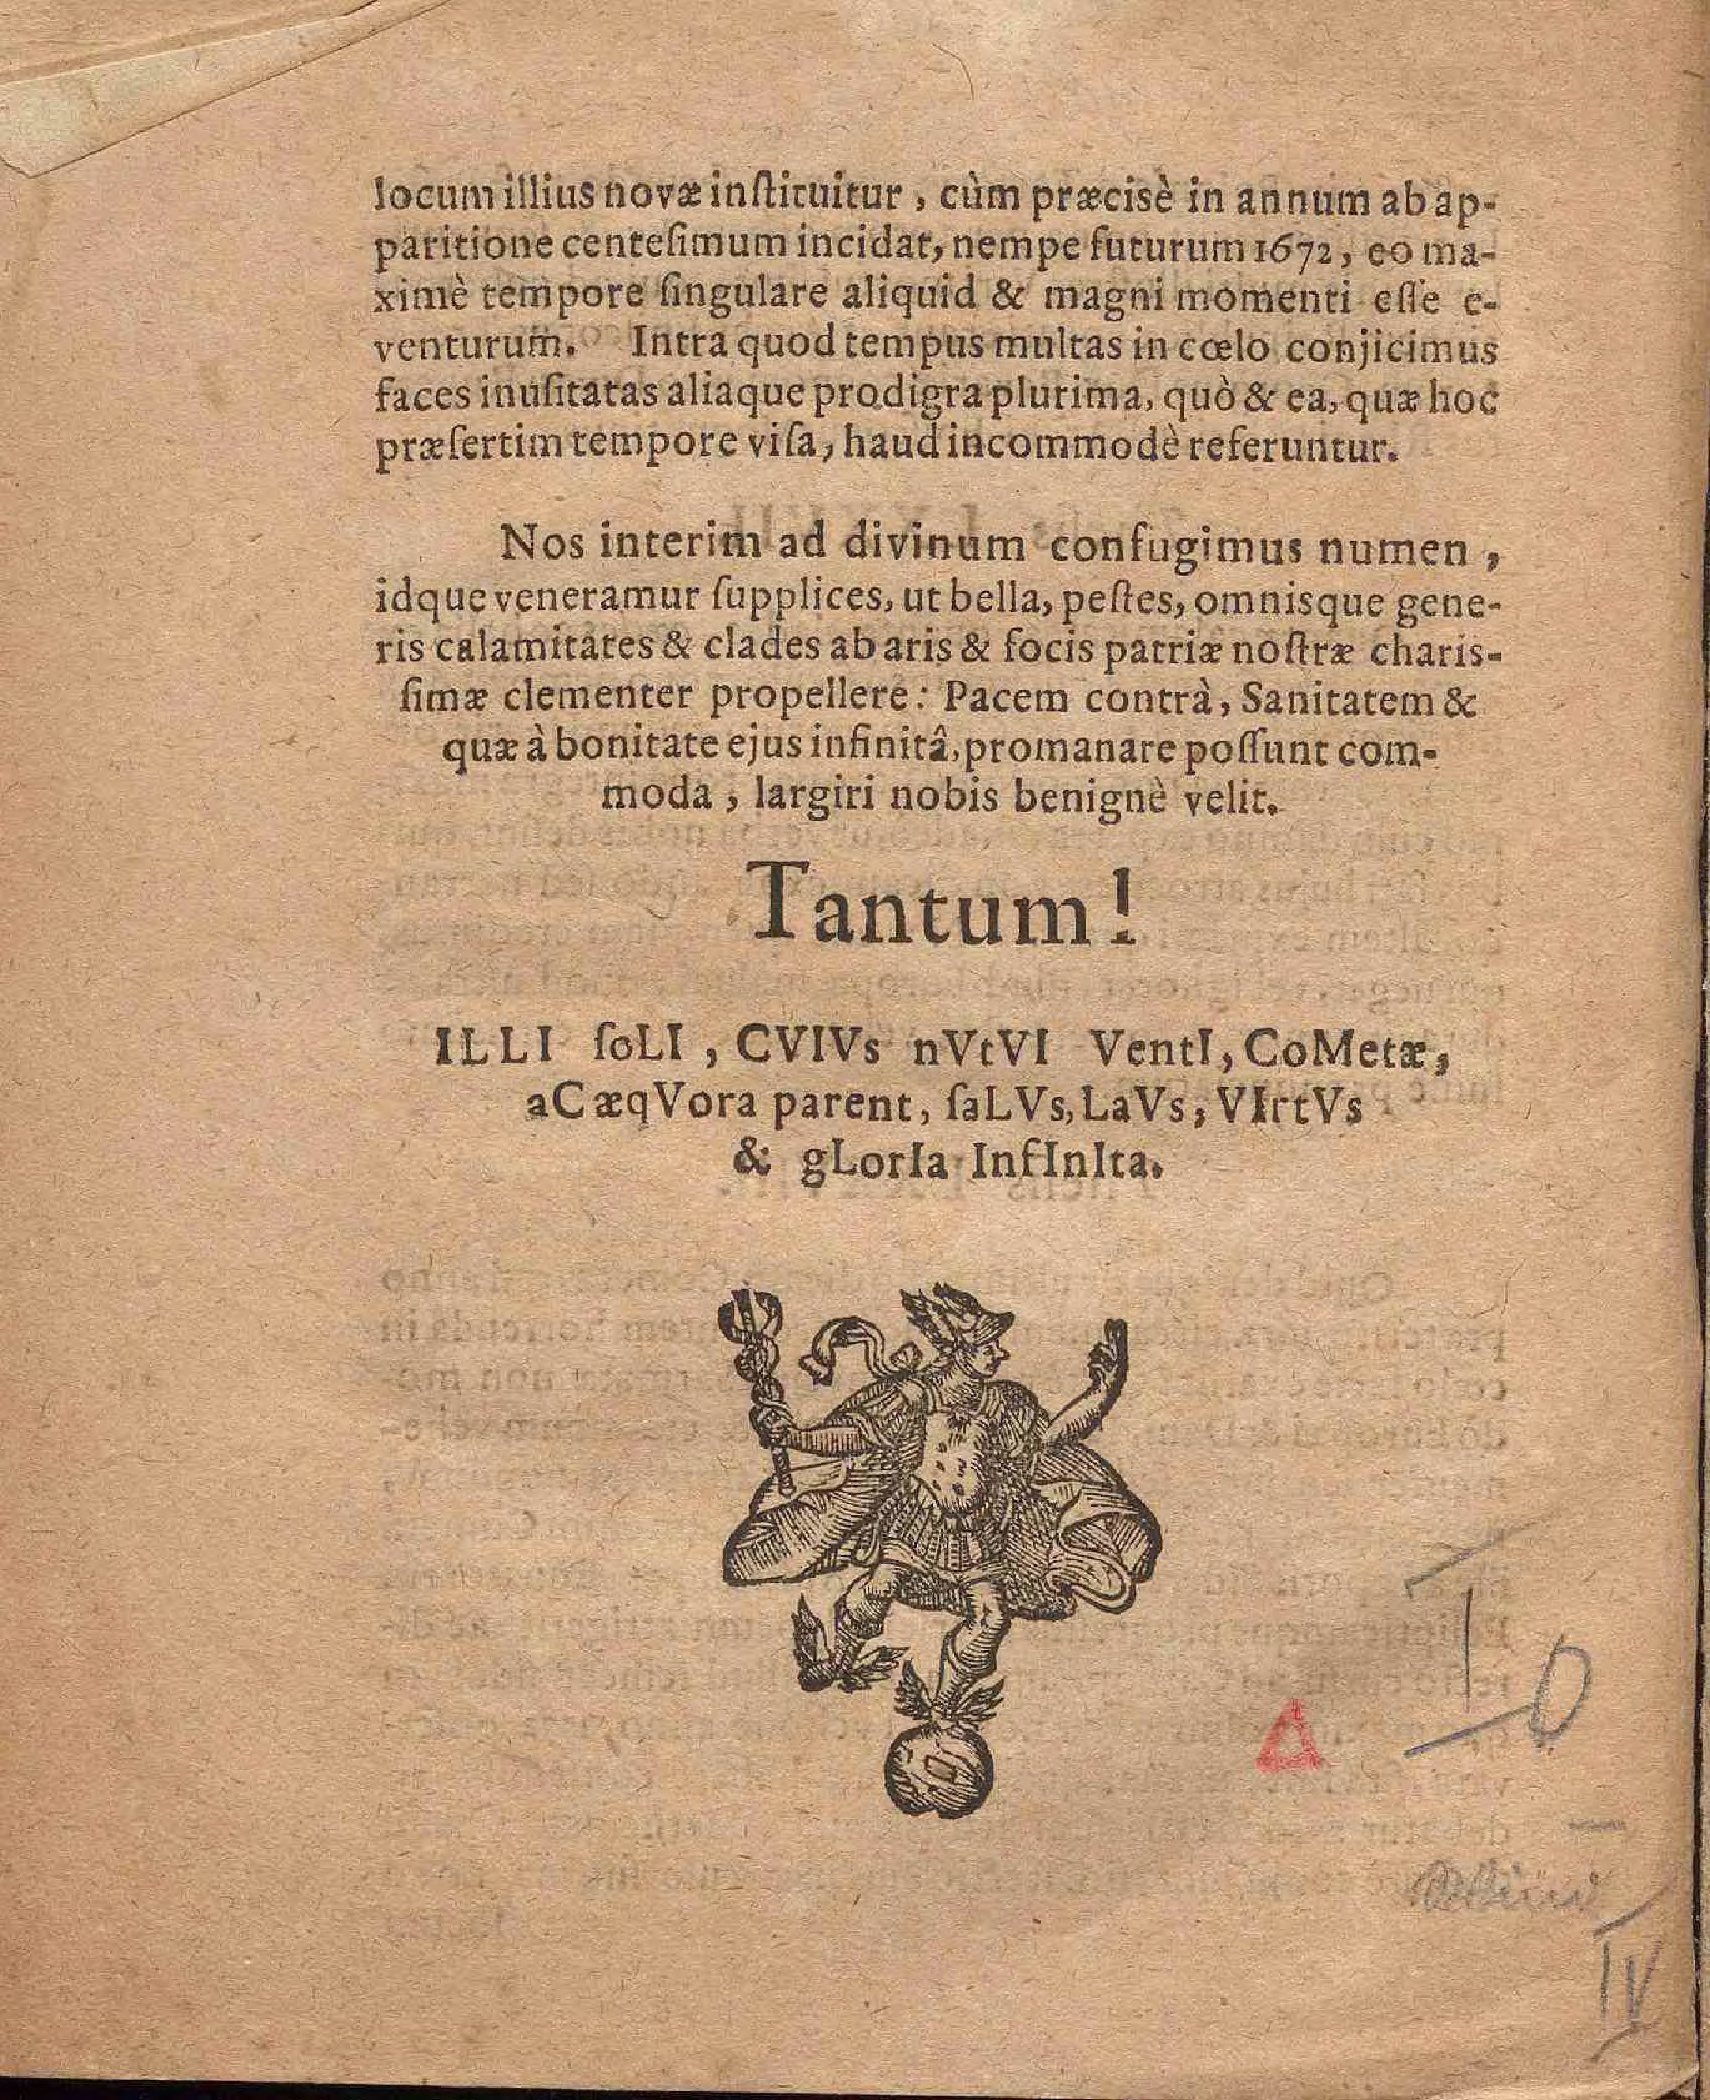 locum illius novæ inſtituitur, cùm præcisè in annum ab ap-
paritione centeſimum incidat, nempe futurum 1672, eo ma-
ximè tempore ſingulare aliquid & magni momenti eſſe e-
venturum. Intra quod tempus multas in cœlo conjicimus
faces inuſitatas aliaque prodigra plurima, quò & ea, quæ hoc
præſertim tempore viſa, haud incommodè referuntur.
Nos interim ad divinum confugimus numen,
idque veneramur ſupplices, ut bella, peſtes, omnisque gene-
ris calamitates & clades ab aris & focis patriæ noſtræ charis-
ſimæ clementer propellere: Pacem contrà, Sanitatem &
quæ à bonitate ejus infinitâ, promanare poſſunt com-
moda, largiri nobis benignè velit.
Tantum!
ILLI ſoLI, CVIVs nVtVI VentI, CoMetæ,
aC æqVora parent, ſaLVs, LaVs, VIrtVs
& gLorIa InfInIta.
I 0
IV